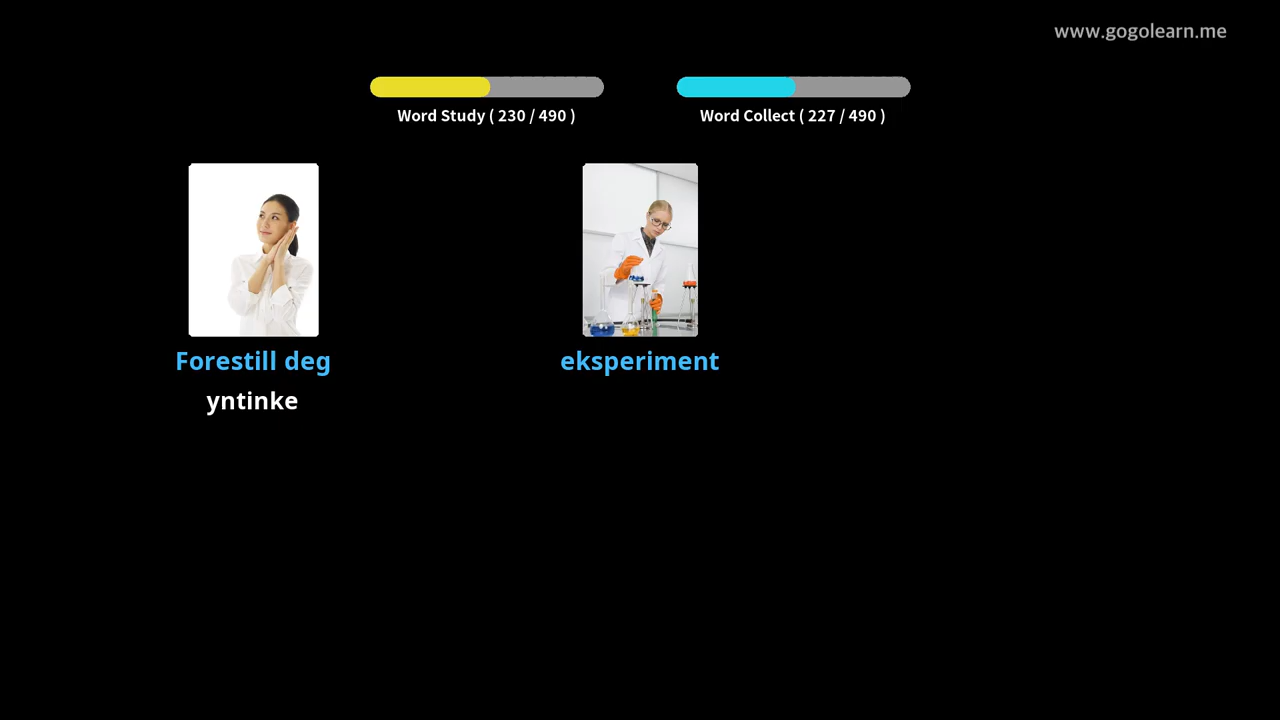 www.gogolearn.me
Word Study ( 230 / 490 )
Word Collect ( 227 / 490 )
Forestill deg
eksperiment
yntinke